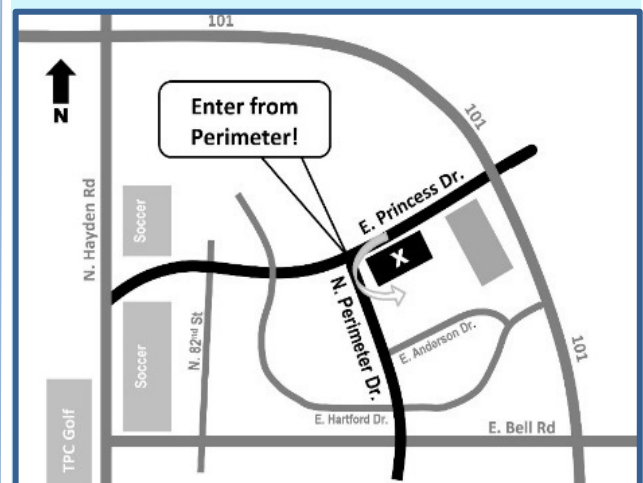 101
N
Enter from
Perimeter!
101
N. Hayden Rd
Soccer
E. Princess Dr.
X
N. Perimeter Dr.
N. 82nd St
Soccer
E. Anderson Dr.
101
TPC Golf
E. Hartford Dr.
E. Bell Rd